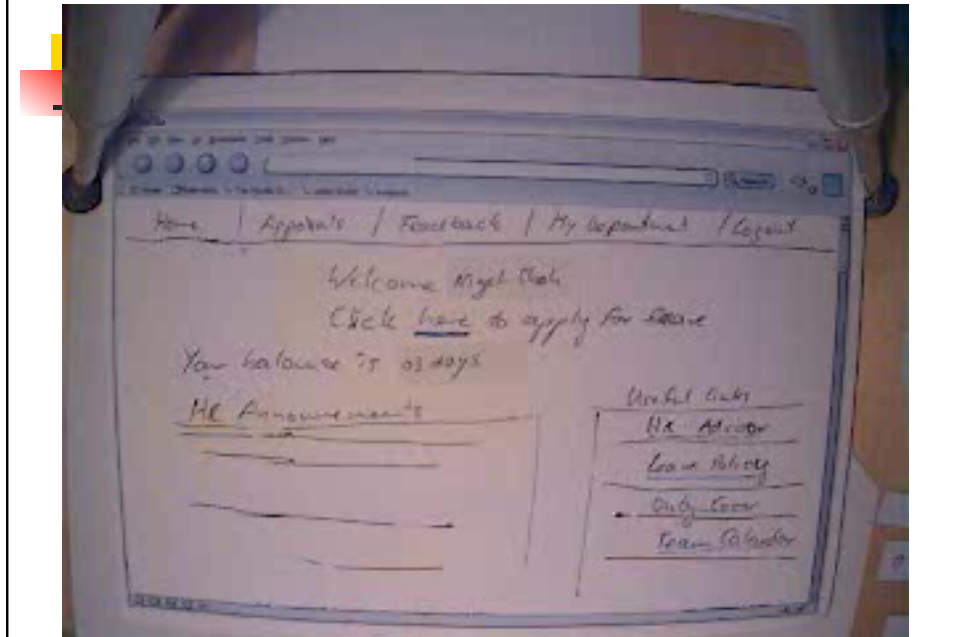 Home / Appraisals / Feedback / My Department / Logout
Welcome Nigel
Click here to apply for leave
Your balance is 03 days
HR Announcements
Useful links
HR Advisor
Leave Policy
Duty Cover
Team Calendar